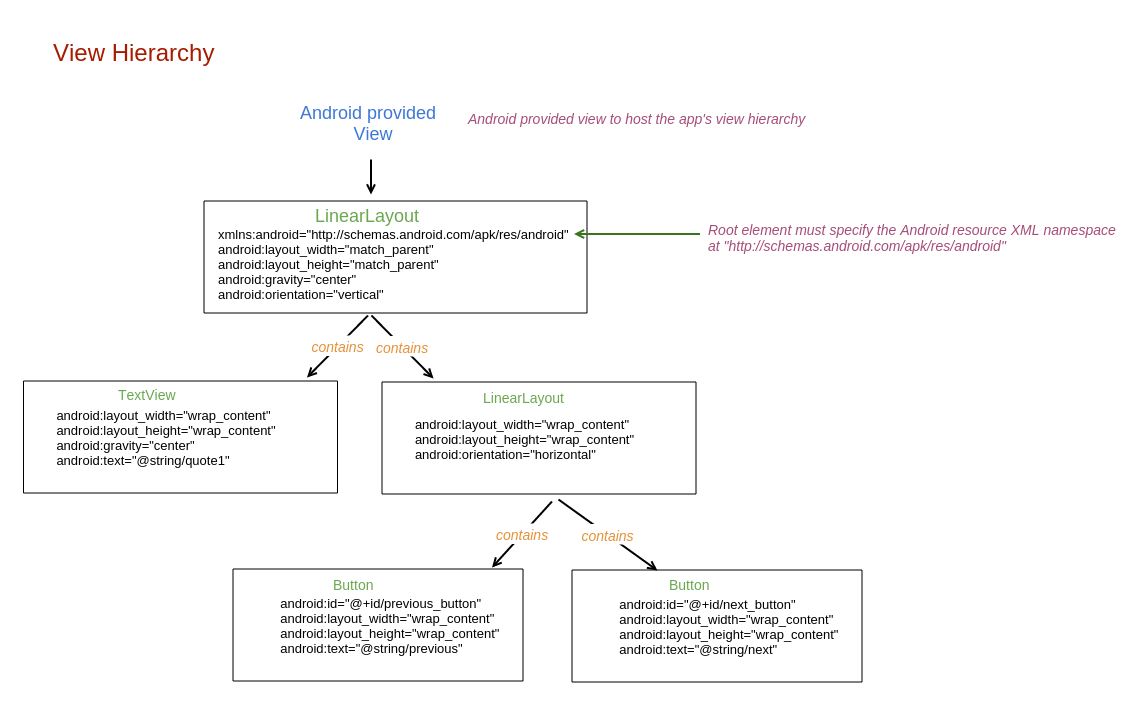 View Hierarchy
Android provided
View
Android provided view to host the app's view hierarchy
LinearLayout
xmlns:android="http://schemas.android.com/apk/res/android"
android:layout_width="match_parent"
android:layout_height="match_parent"
android:gravity="center"
android:orientation="vertical"
Root element must specify the Android resource XML namespace
at "http://schemas.android.com/apk/res/android"
contains
contains
TextView
android:layout_width="wrap_content"
android:layout_height="wrap_content"
android:gravity="center"
android:text="@string/quote1"
LinearLayout
android:layout_width="wrap_content"
android:layout_height="wrap_content"
android:orientation="horizontal"
contains
contains
Button
android:id="@+id/previous_button"
android:layout_width="wrap_content"
android:layout_height="wrap_content"
android:text="@string/previous"
Button
android:id="@+id/next_button"
android:layout_width="wrap_content"
android:layout_height="wrap_content"
android:text="@string/next"